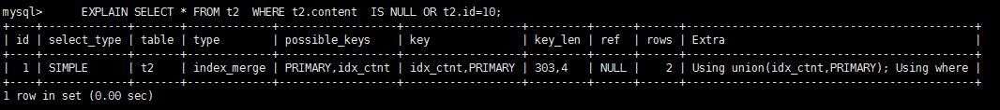 mysql>      EXPLAIN SELECT * FROM t2  WHERE t2.content  IS NULL OR t2.id=10;
+----+-------------+-------+-------------+------------------+------------------+---------+------+------+---------------------------------------------+
| id | select_type | table | type        | possible_keys    | key              | key_len | ref  | rows | Extra                                       |
+----+-------------+-------+-------------+------------------+------------------+---------+------+------+---------------------------------------------+
|  1 | SIMPLE      | t2    | index_merge | PRIMARY,idx_ctnt | idx_ctnt,PRIMARY | 303,4   | NULL |    2 | Using union(idx_ctnt,PRIMARY); Using where |
+----+-------------+-------+-------------+------------------+------------------+---------+------+------+---------------------------------------------+
1 row in set (0.00 sec)